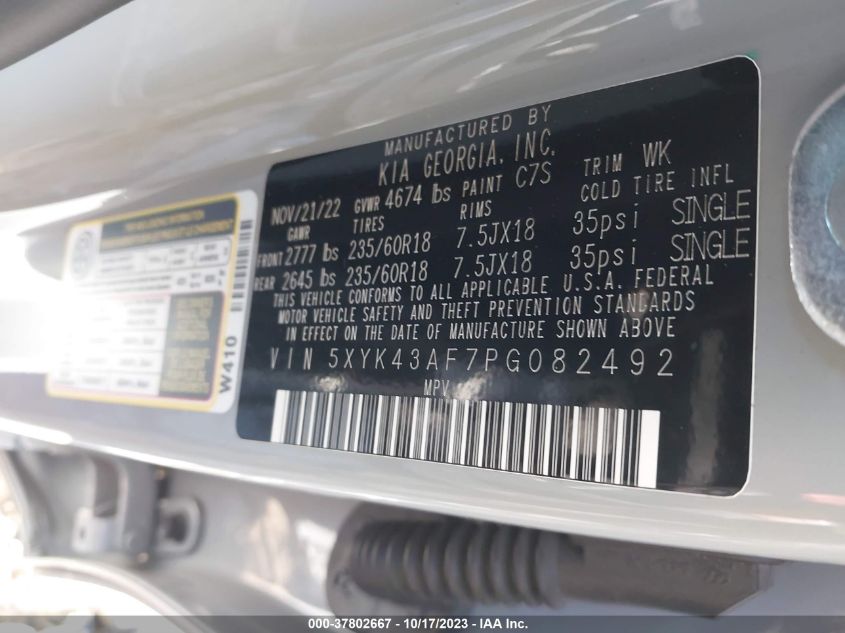 MANUFACTURED BY
KIA GEORGIA, INC.
NOV/21/22 GVWR 4674 lbs PAINT C7S TRIM WK
GAWR TIRES RIMS COLD TIRE INFL
FRONT 2777 lbs 235/60R18 7.5JX18 35psi SINGLE
REAR 2645 lbs 235/60R18 7.5JX18 35psi SINGLE
THIS VEHICLE CONFORMS TO ALL APPLICABLE U.S.A. FEDERAL
MOTOR VEHICLE SAFETY AND THEFT PREVENTION STANDARDS
IN EFFECT ON THE DATE OF MANUFACTURE SHOWN ABOVE
VIN 5XYK43AF7PG082492
MPV
W410
000-37802667 - 10/17/2023 - IAAI.com